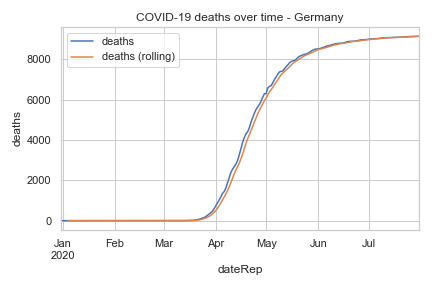 COVID-19 deaths over time - Germany
deaths
deaths (rolling)
deaths
8000
6000
4000
2000
0
Jan Feb Mar Apr May Jun Jul
2020
dateRep